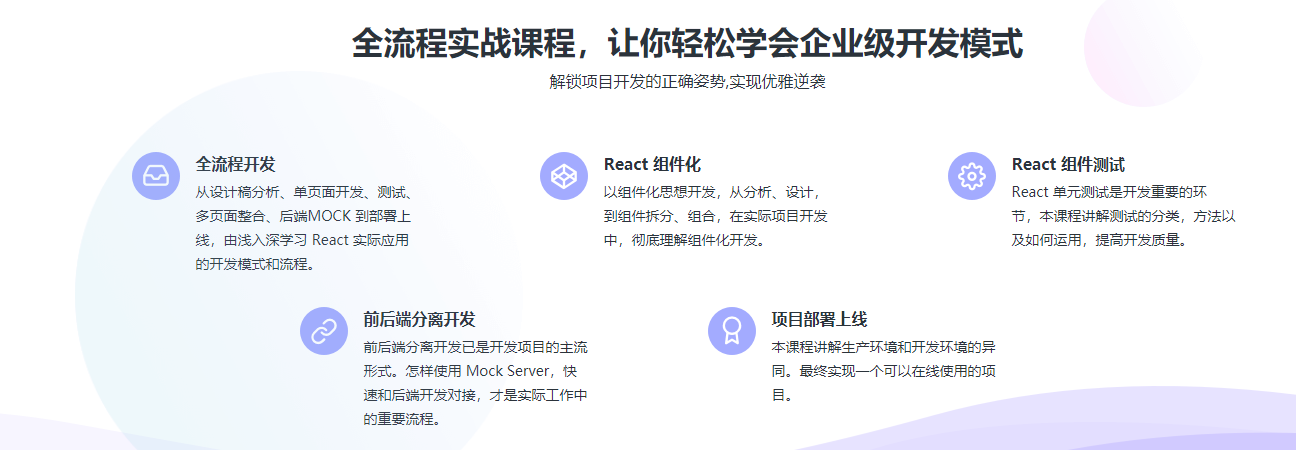 全流程实战课程，让你轻松学会企业级开发模式
解锁项目开发的正确姿势,实现优雅逆袭
全流程开发
从设计稿分析、单页面开发、测试、
多页面整合、后端MOCK 到部署上
线，由浅入深学习 React 实际应用
的开发模式和流程。
React 组件化
以组件化思想开发，从分析、设计，
到组件拆分、组合，在实际项目开发
中，彻底理解组件化开发。
React 组件测试
React 单元测试是开发重要的环
节，本课程讲解测试的分类，方法以
及如何运用，提高开发质量。
前后端分离开发
前后端分离开发已是开发项目的主流
形式。怎样使用 Mock Server，快
速和后端开发对接，才是实际工作中
的重要流程。
项目部署上线
本课程讲解生产环境和开发环境的异
同。最终实现一个可以在线使用的项
目。